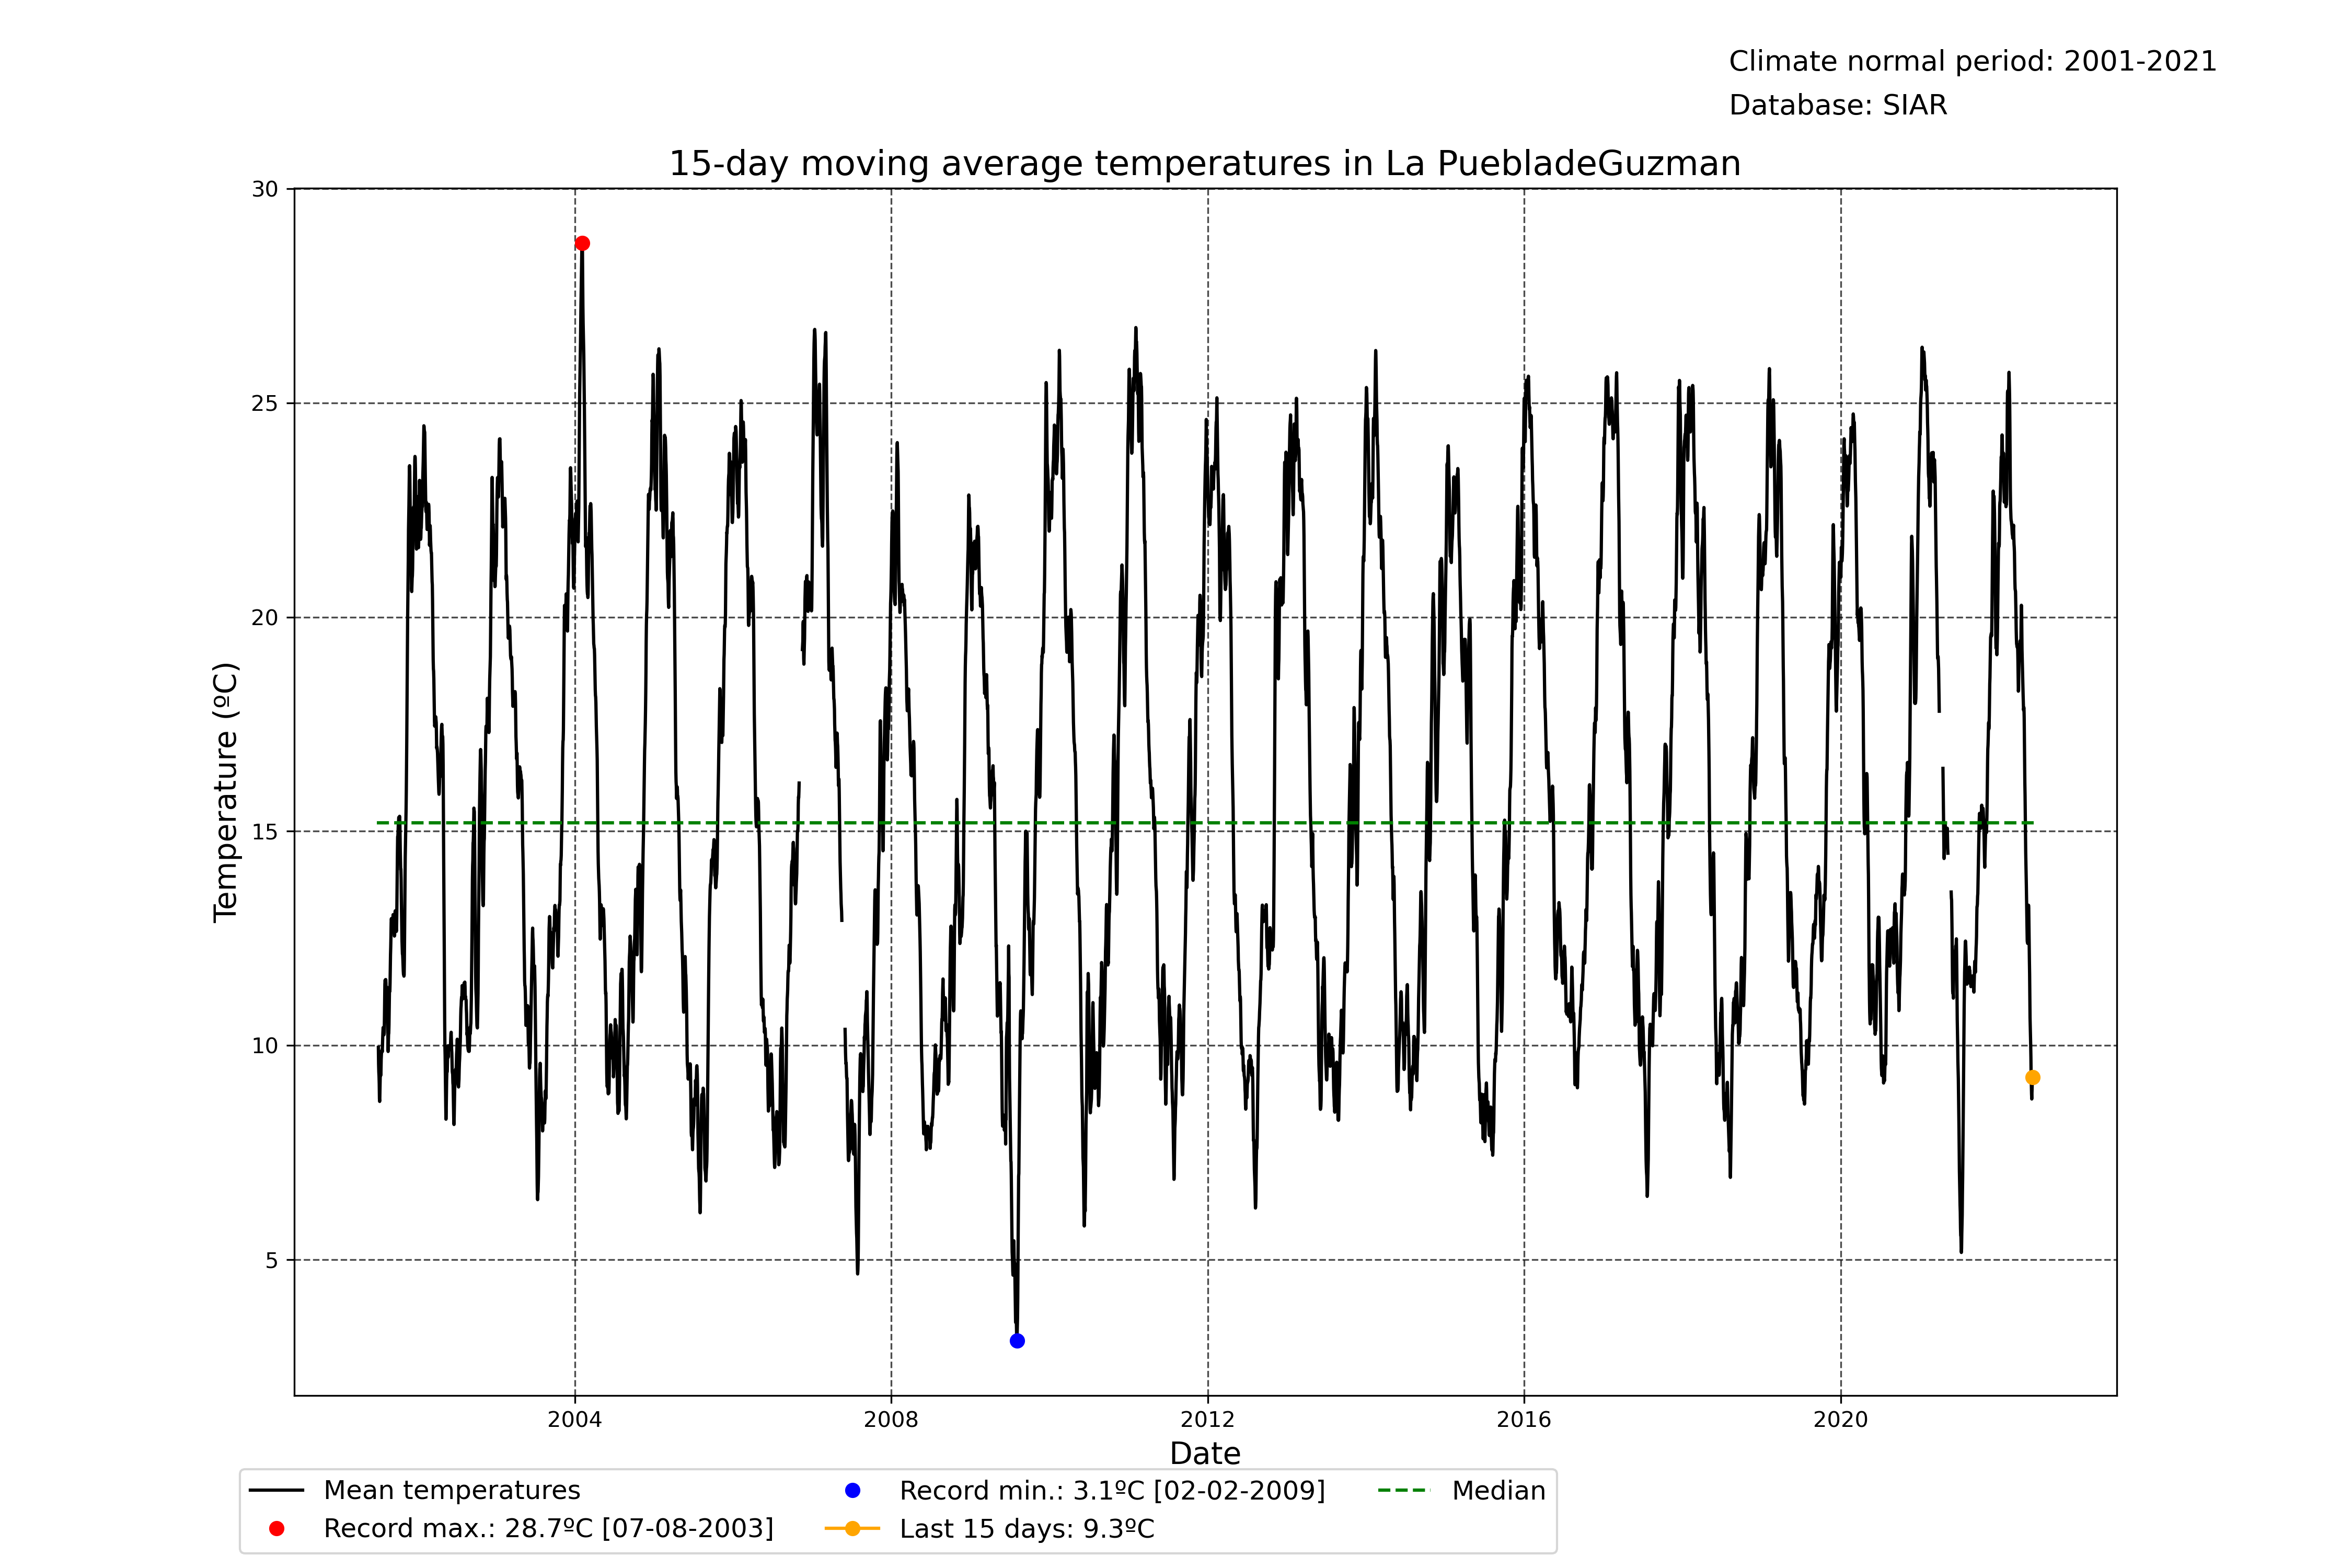 Climate normal period: 2001-2021
Database: SIAR
15-day moving average temperatures in La PuebladeGuzman
30
25
20
15
10
5
Temperature (ºC)
2004 2008 2012 2016 2020
Date
Mean temperatures
Record max.: 28.7ºC [07-08-2003]
Record min.: 3.1ºC [02-02-2009]
Last 15 days: 9.3ºC
Median